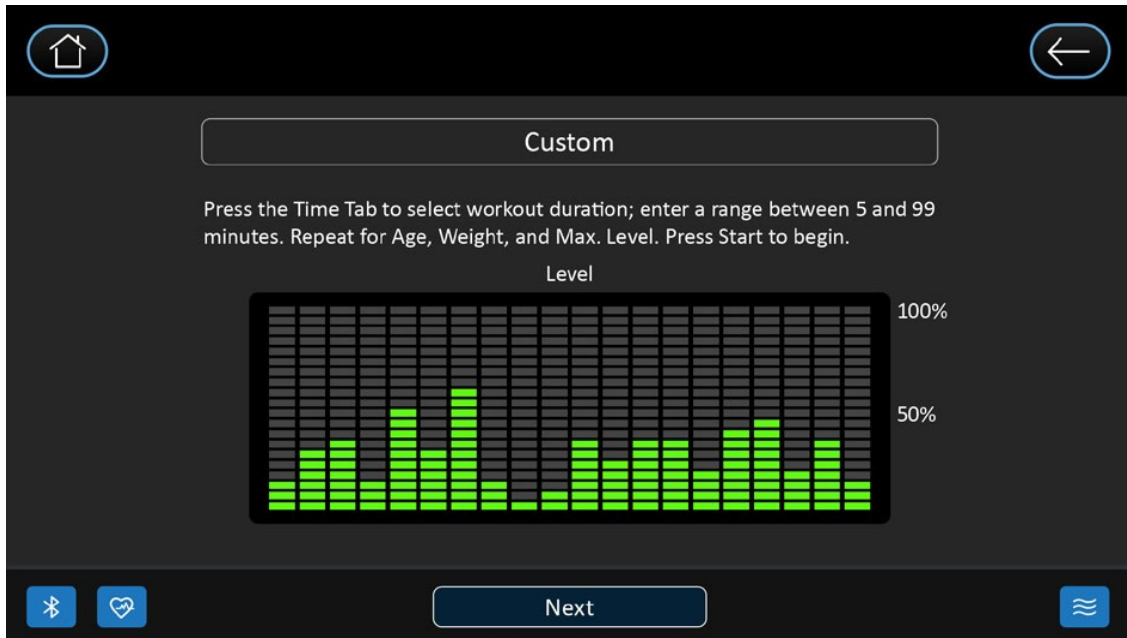 Custom
Press the Time Tab to select workout duration; enter a range between 5 and 99
minutes. Repeat for Age, Weight, and Max. Level. Press Start to begin.
Level
100%
50%
Next